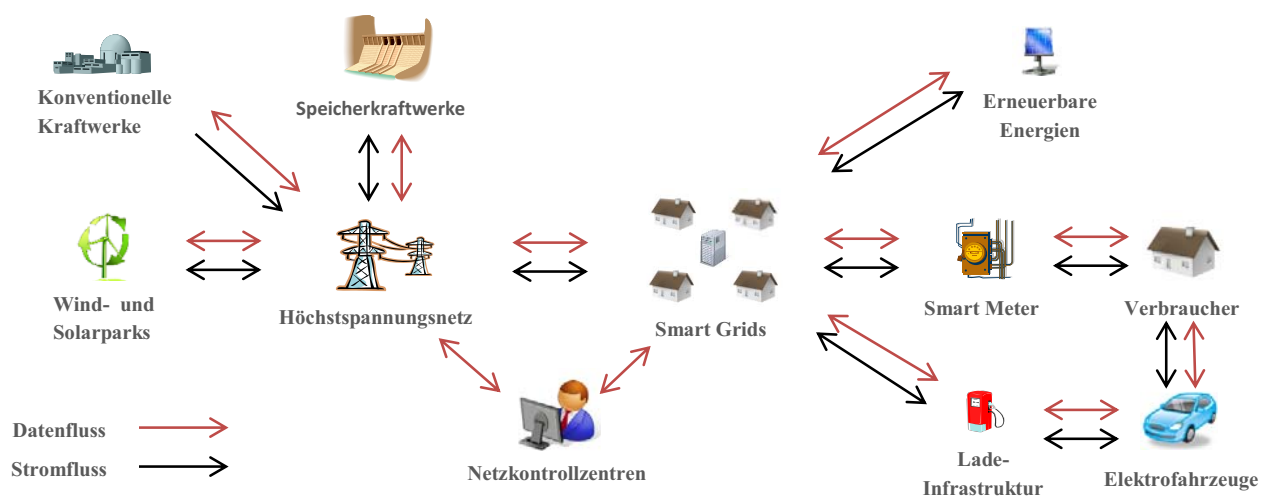 Konventionelle
Kraftwerke
Speicherkraftwerke
Erneuerbare
Energien
Wind- und
Solarparks
Höchstspannungsnetz
Smart Grids
Smart Meter
Verbraucher
Datenfluss
Stromfluss
Netzkontrollzentren
Lade-
Infrastruktur
Elektrofahrzeuge